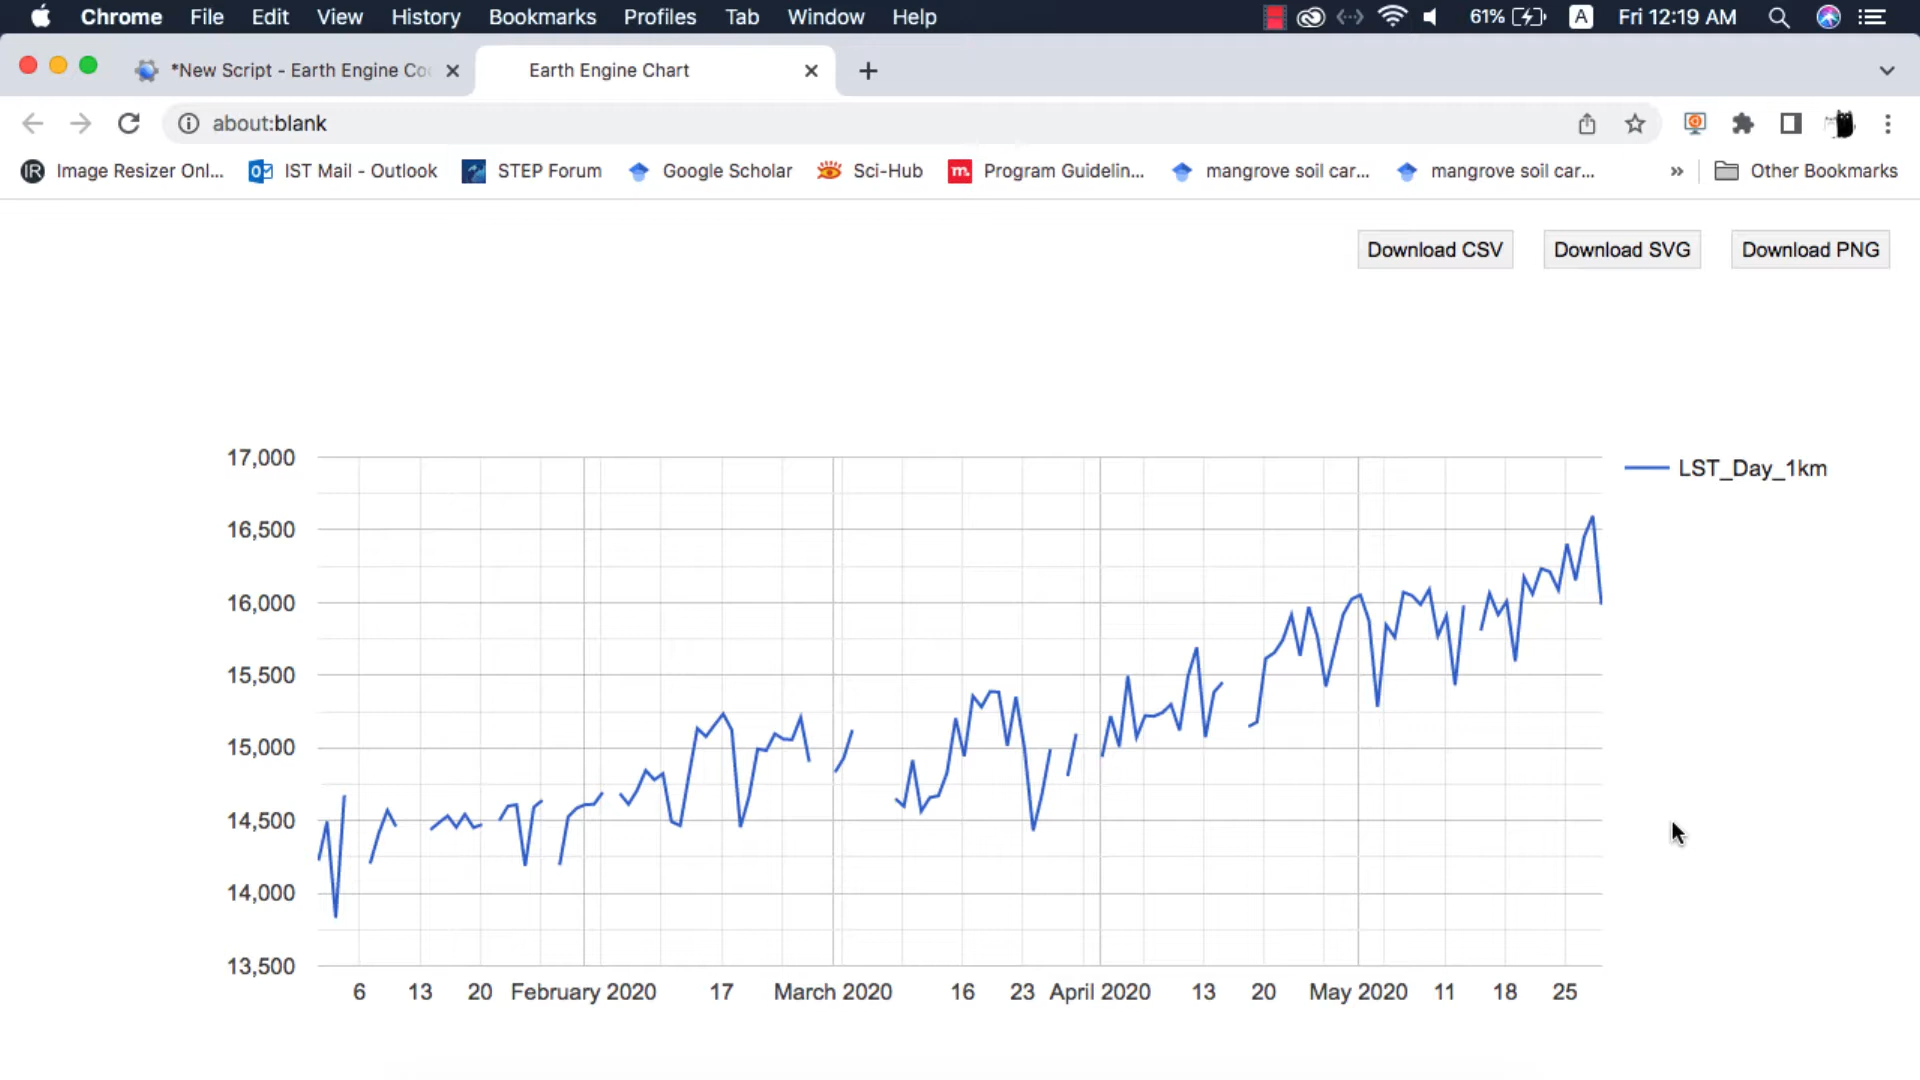 Chrome File Edit View History Bookmarks Profiles Tab Window Help 61% A Fri 12:19 AM
*New Script - Earth Engine Co Earth Engine Chart
about:blank
IR Image Resizer Onl... IST Mail - Outlook STEP Forum Google Scholar Sci-Hub m. Program Guidelin... mangrove soil car... mangrove soil car... » Other Bookmarks
Download CSV Download SVG Download PNG
17,000
LST_Day_1km
16,500
16,000
15,500
15,000
14,500
14,000
13,500
6 13 20 February 2020 17 March 2020 16 23 April 2020 13 20 May 2020 11 18 25